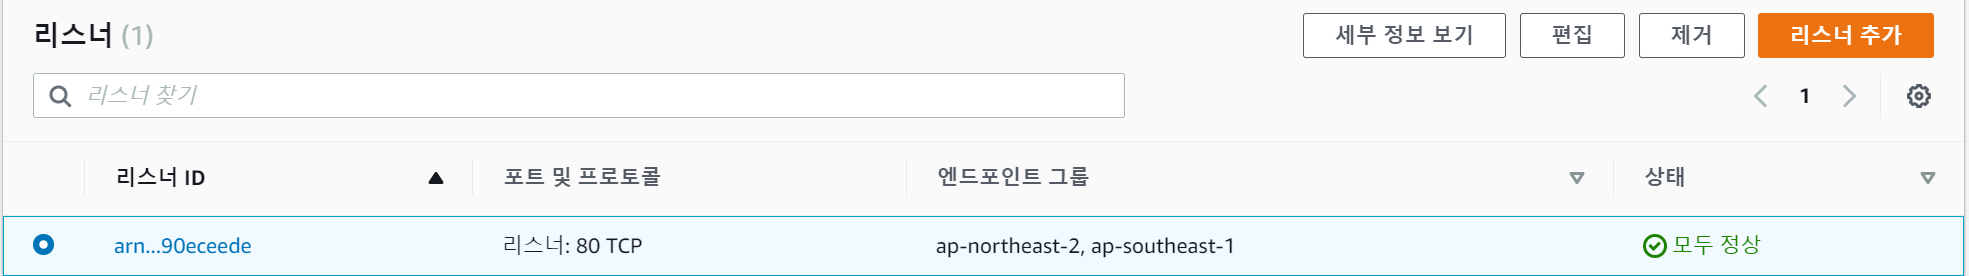 리스너 (1)
세부 정보 보기
편집
제거
리스너 추가
리스너 찾기
1
리스너 ID
포트 및 프로토콜
엔드포인트 그룹
상태
arn...90eceede
리스너: 80 TCP
ap-northeast-2, ap-southeast-1
모두 정상